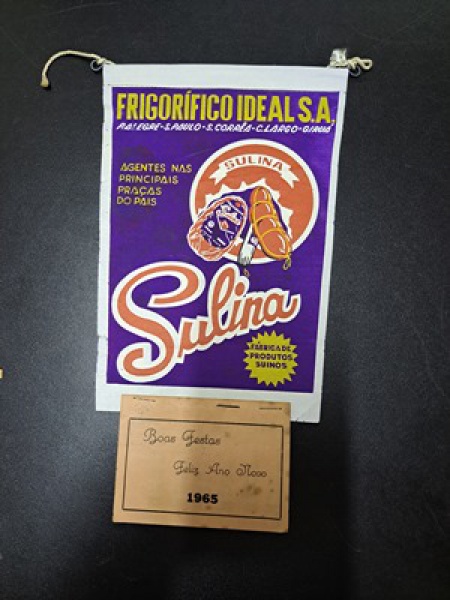 FRIGORÍFICO IDEAL S.A.
P.ALEGRE-S.PAULO-S.CORRÊA-C.LARGO-GIRUÁ
SULINA
AGENTES NAS
PRINCIPAIS
PRAÇAS
DO PAIS
Sulina
FÁBRICA DE
PRODUTOS
SUINOS
Boas Festas
Feliz Ano Novo
1965